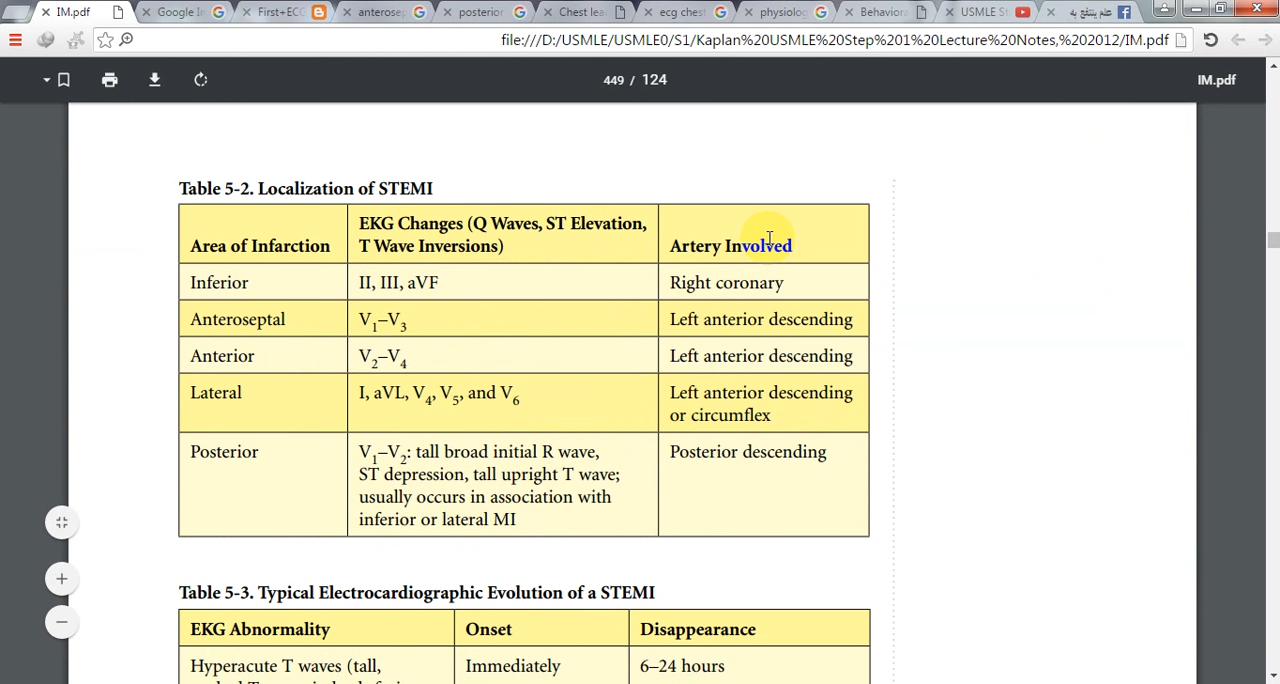 IM.pdf
Google Im
First+EC
anterosep
posterior
Chest lea
ecg chest
physiolog
Behaviora
USMLE St
علم ينتفع به
file:///D:/USMLE/USMLE0/S1/Kaplan%20USMLE%20Step%201%20Lecture%20Notes,%202012/IM.pdf
449 / 124
IM.pdf
Table 5-2. Localization of STEMI
Area of Infarction
EKG Changes (Q Waves, ST Elevation,
T Wave Inversions)
Artery Involved
Inferior
II, III, aVF
Right coronary
Anteroseptal
V1–V3
Left anterior descending
Anterior
V2–V4
Left anterior descending
Lateral
I, aVL, V4, V5, and V6
Left anterior descending
or circumflex
Posterior
V1–V2: tall broad initial R wave,
ST depression, tall upright T wave;
usually occurs in association with
inferior or lateral MI
Posterior descending
Table 5-3. Typical Electrocardiographic Evolution of a STEMI
EKG Abnormality
Onset
Disappearance
Hyperacute T waves (tall,
Immediately
6–24 hours